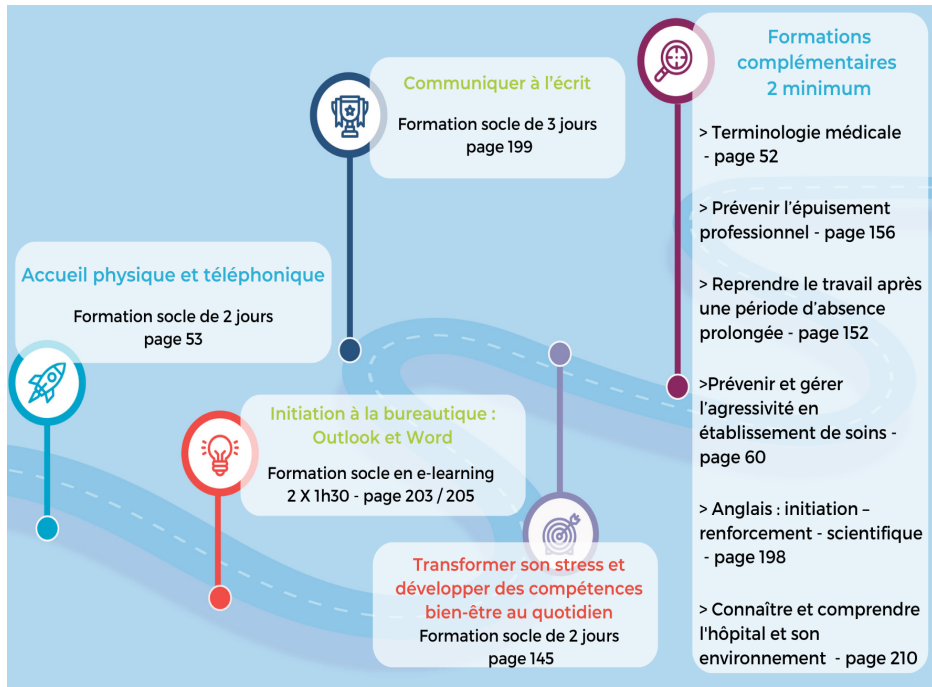 Accueil physique et téléphonique
Formation socle de 2 jours
page 53
Initiation à la bureautique :
Outlook et Word
Formation socle en e-learning
2 X 1h30 - page 203 / 205
Communiquer à l'écrit
Formation socle de 3 jours
page 199
Transformer son stress et
développer des compétences
bien-être au quotidien
Formation socle de 2 jours
page 145
Formations
complémentaires
2 minimum
> Terminologie médicale
- page 52
> Prévenir l'épuisement
professionnel - page 156
> Reprendre le travail après
une période d'absence
prolongée - page 152
>Prévenir et gérer
l'agressivité en
établissement de soins -
page 60
> Anglais : initiation –
renforcement - scientifique
- page 198
> Connaître et comprendre
l'hôpital et son
environnement - page 210